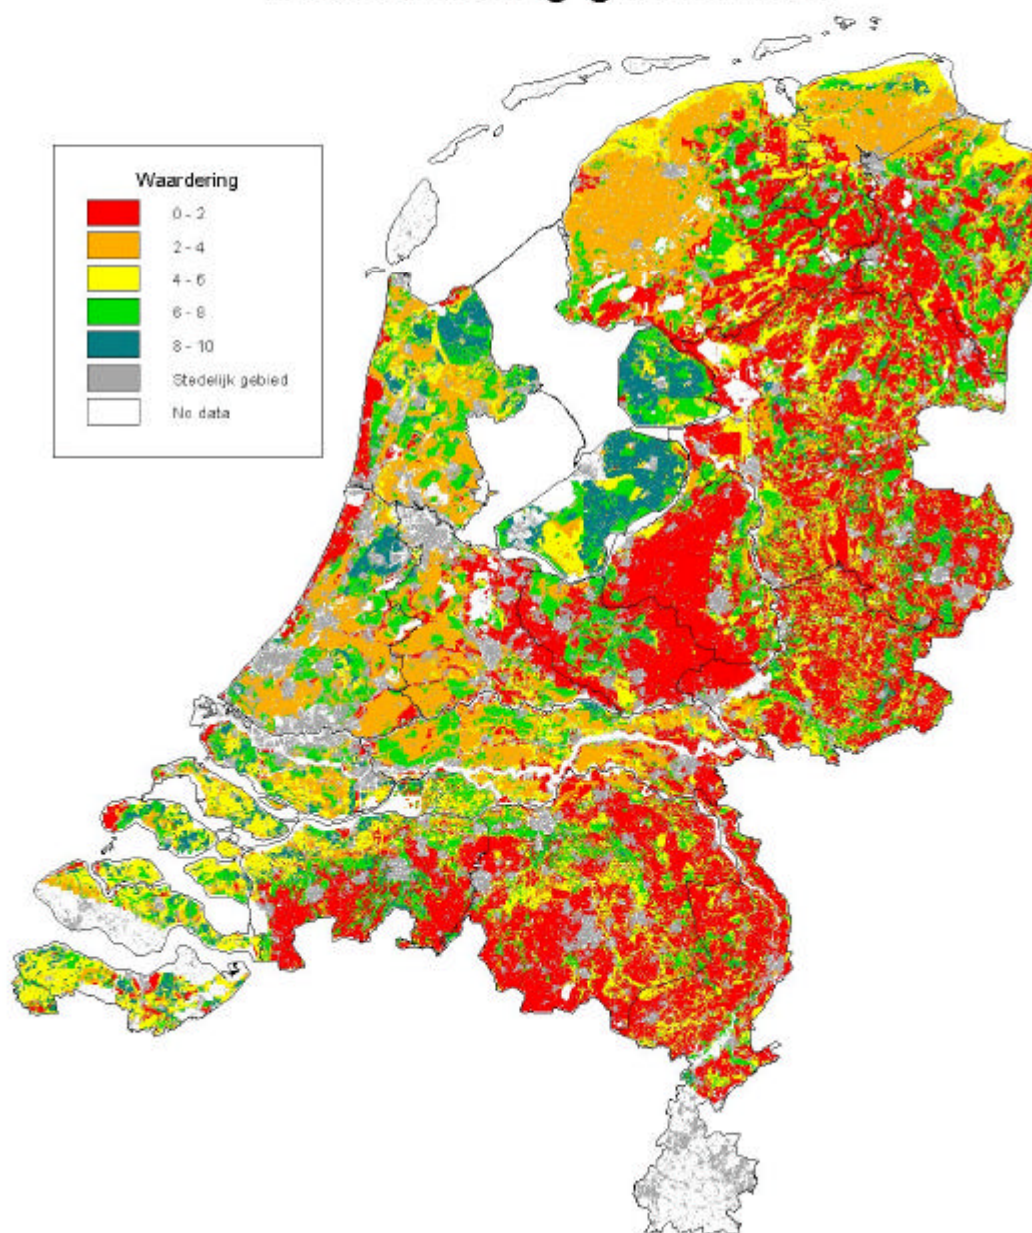 Waardering
0 - 2
2 - 4
4 - 6
6 - 8
8 - 10
Stedelijk gebied
No data